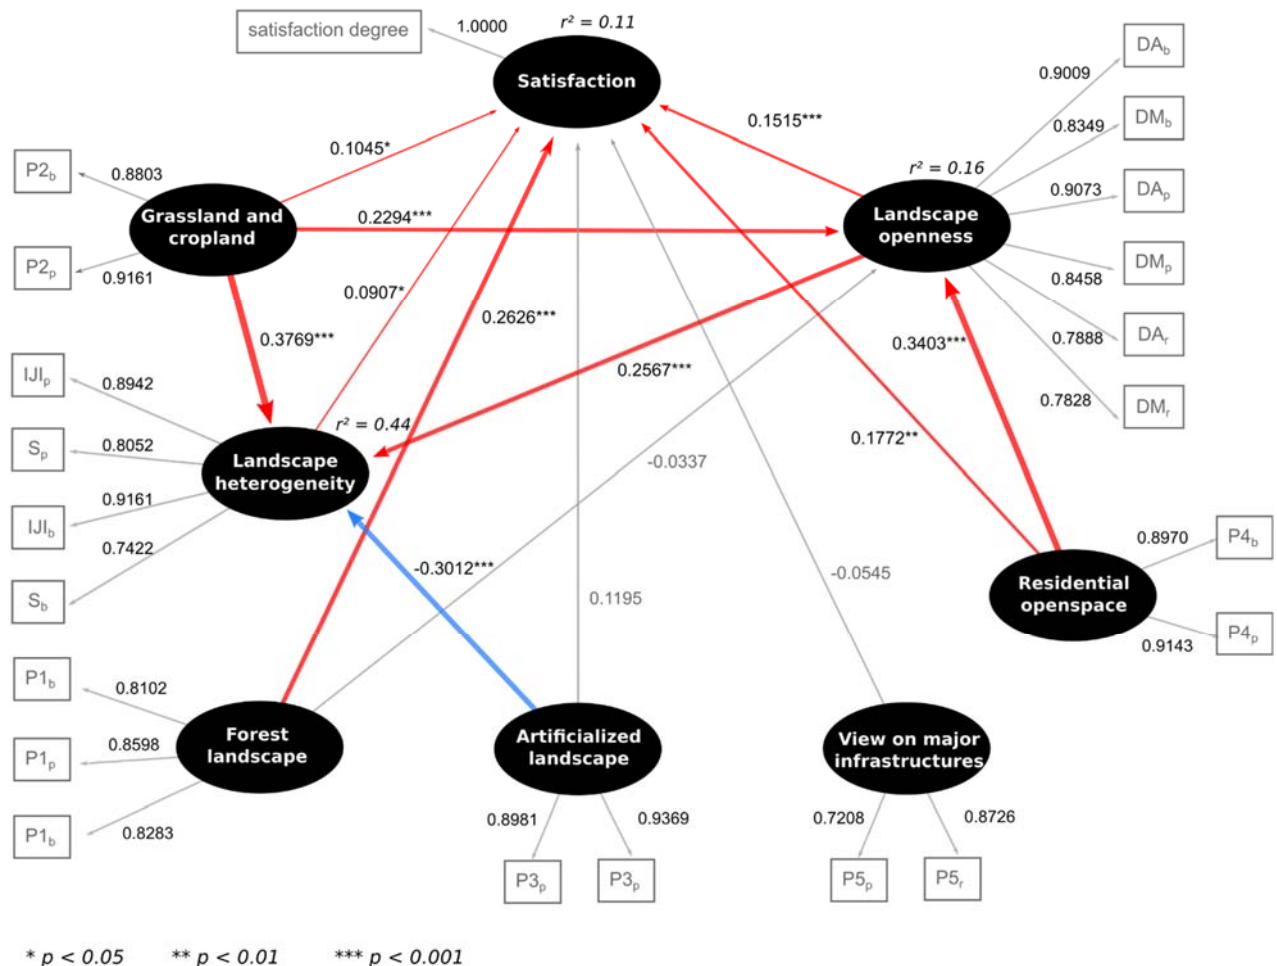 r² = 0.11
satisfaction degree
1.0000
Satisfaction
DA_b
0.9009
DM_b
0.8349
0.1515***
0.1045*
r² = 0.16
P2_b
0.8803
DA_p
0.9073
Grassland and
cropland
0.2294***
Landscape
openness
P2_p
0.9161
DM_p
0.8458
0.0907*
0.2626***
0.3769***
0.3403***
DA_r
0.7888
IJI_p
0.8942
0.2567***
DM_r
0.7828
r² = 0.44
S_p
0.8052
0.1772**
Landscape
heterogeneity
-0.0337
0.9161
IJI_b
0.7422
P4_b
0.8970
-0.3012***
-0.0545
Residential
openspace
S_b
0.1195
P4_p
0.9143
P1_b
0.8102
Forest
landscape
Artificialized
landscape
View on major
infrastructures
P1_p
0.8598
P1_b
0.8283
0.8981
0.9369
0.7208
0.8726
P3_p
P3_p
P5_p
P5_r
* p < 0.05 ** p < 0.01 *** p < 0.001